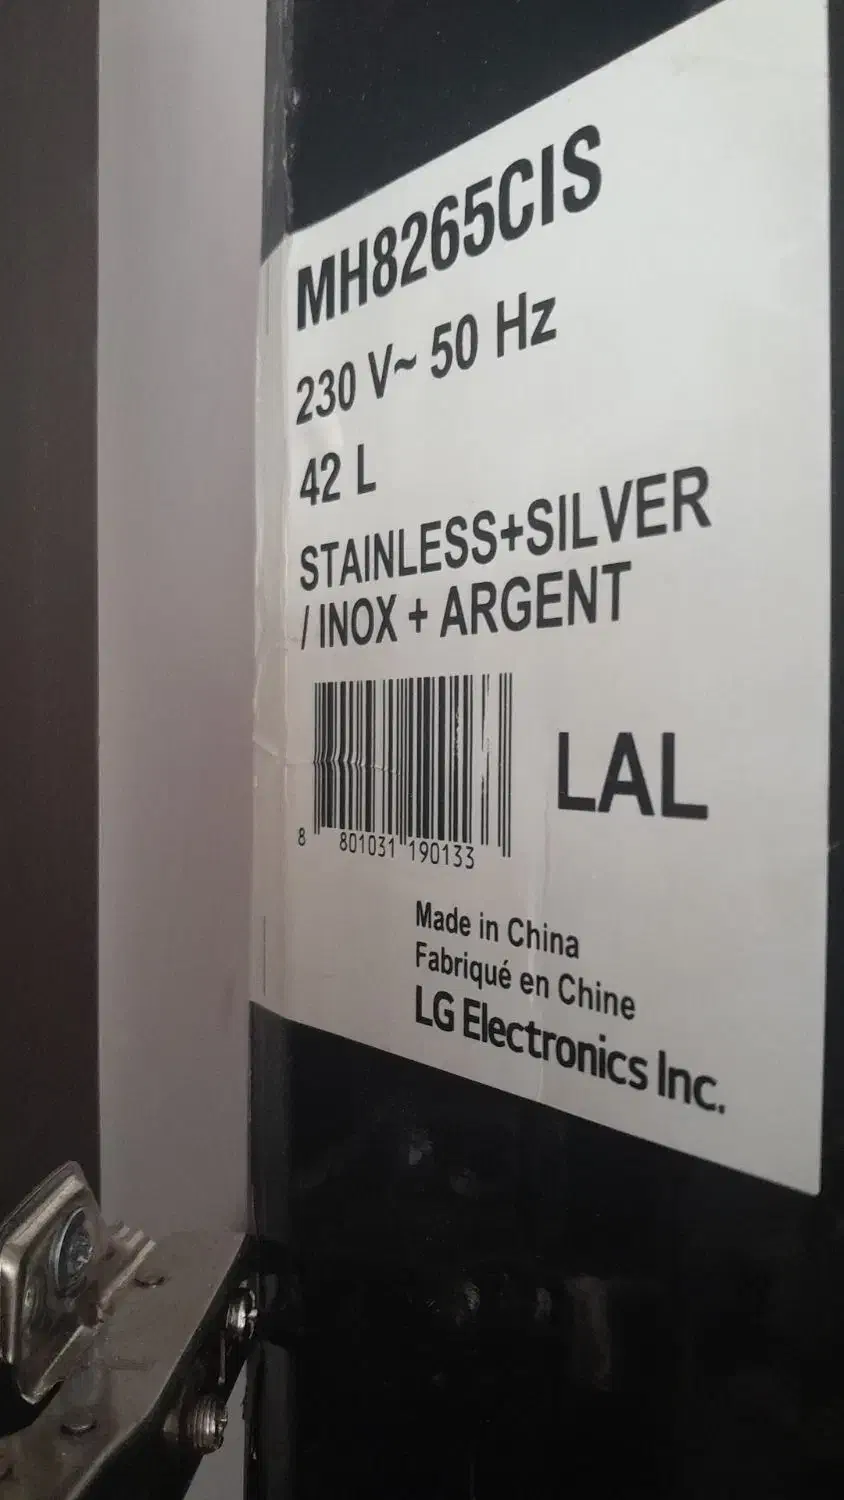 MH8265CIS
230 V~ 50 Hz
42 L
STAINLESS+SILVER
/ INOX + ARGENT
8 801031 190133
LAL
Made in China
Fabriqué en Chine
LG Electronics Inc.